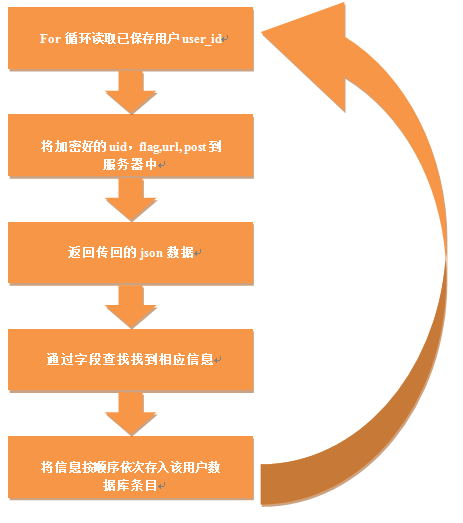 For 循环读取已保存用户 user_id
将加密好的 uid，flag,url, post 到
服务器中
返回传回的 json 数据
通过字段查找找到相应信息
将信息按顺序依次存入该用户数
据库条目